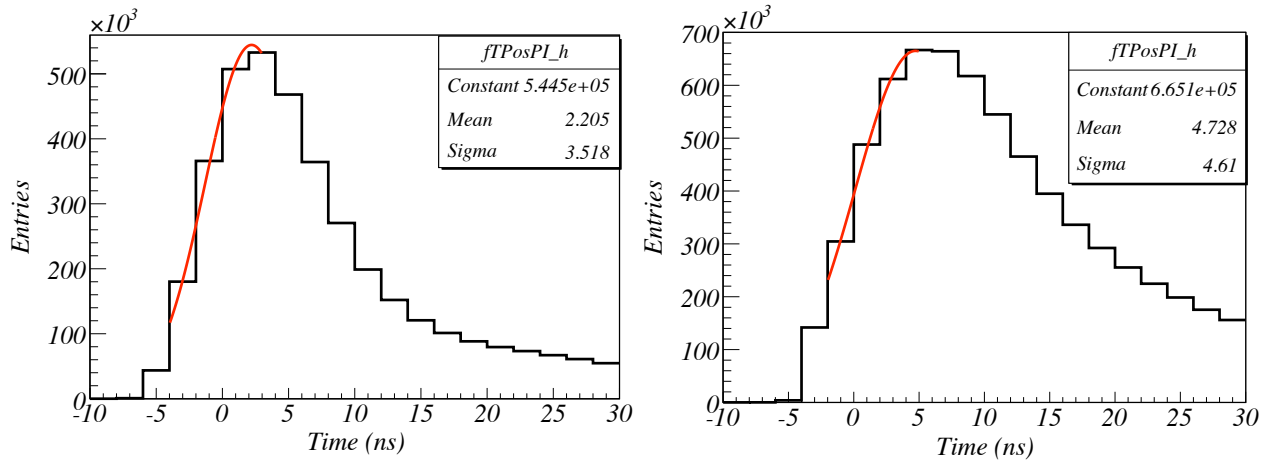 ×10³
500
400
300
200
100
0
Entries
-10 -5 0 5 10 15 20 25 30
Time (ns)
fTPosPI_h
Constant 5.445e+05
Mean 2.205
Sigma 3.518
×10³
700
600
500
400
300
200
100
0
Entries
-10 -5 0 5 10 15 20 25 30
Time (ns)
fTPosPI_h
Constant 6.651e+05
Mean 4.728
Sigma 4.61